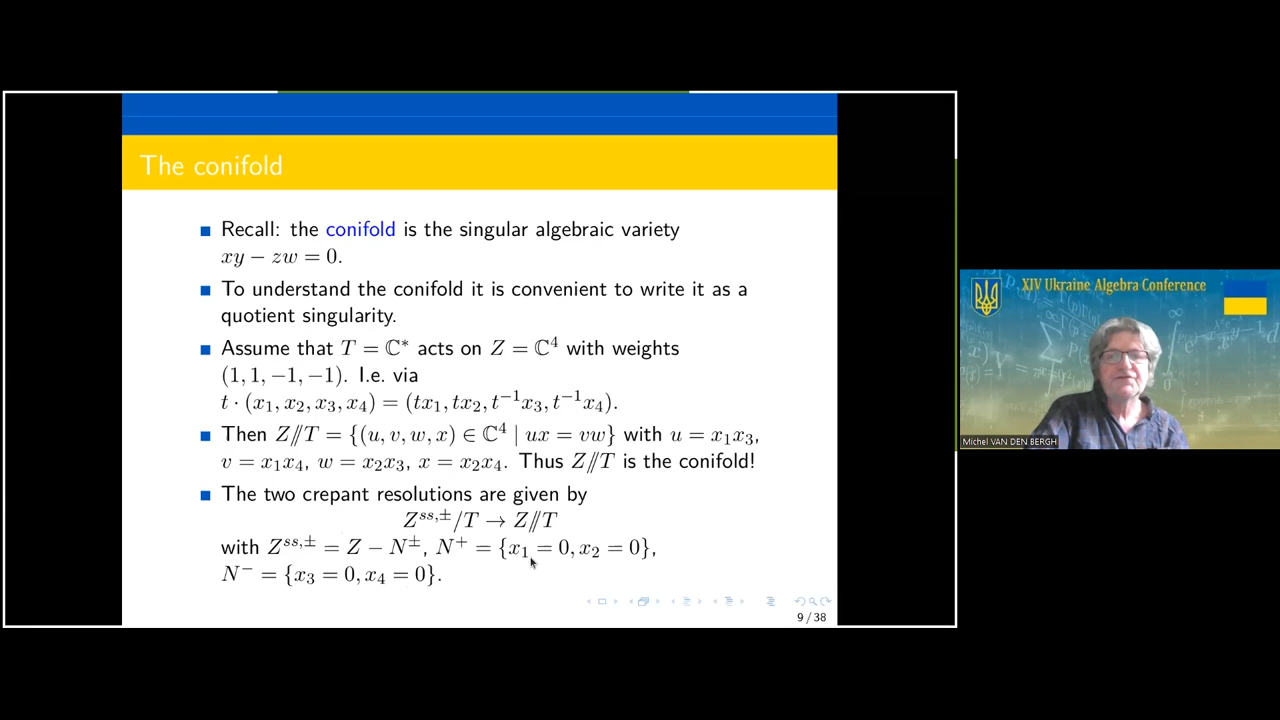 The conifold
Recall: the conifold is the singular algebraic variety
xy − zw = 0.
To understand the conifold it is convenient to write it as a
quotient singularity.
Assume that T = ℂ* acts on Z = ℂ⁴ with weights
(1, 1, −1, −1). I.e. via
t · (x₁, x₂, x₃, x₄) = (tx₁, tx₂, t⁻¹x₃, t⁻¹x₄).
Then Z//T = {(u, v, w, x) ∈ ℂ⁴ | ux = vw} with u = x₁x₃,
v = x₁x₄, w = x₂x₃, x = x₂x₄. Thus Z//T is the conifold!
The two crepant resolutions are given by
Z^{ss,±}/T → Z//T
with Z^{ss,±} = Z − N^±, N⁺ = {x₁ = 0, x₂ = 0},
N⁻ = {x₃ = 0, x₄ = 0}.
9 / 38
XIV Ukraine Algebra Conference
Michel VAN DEN BERGH